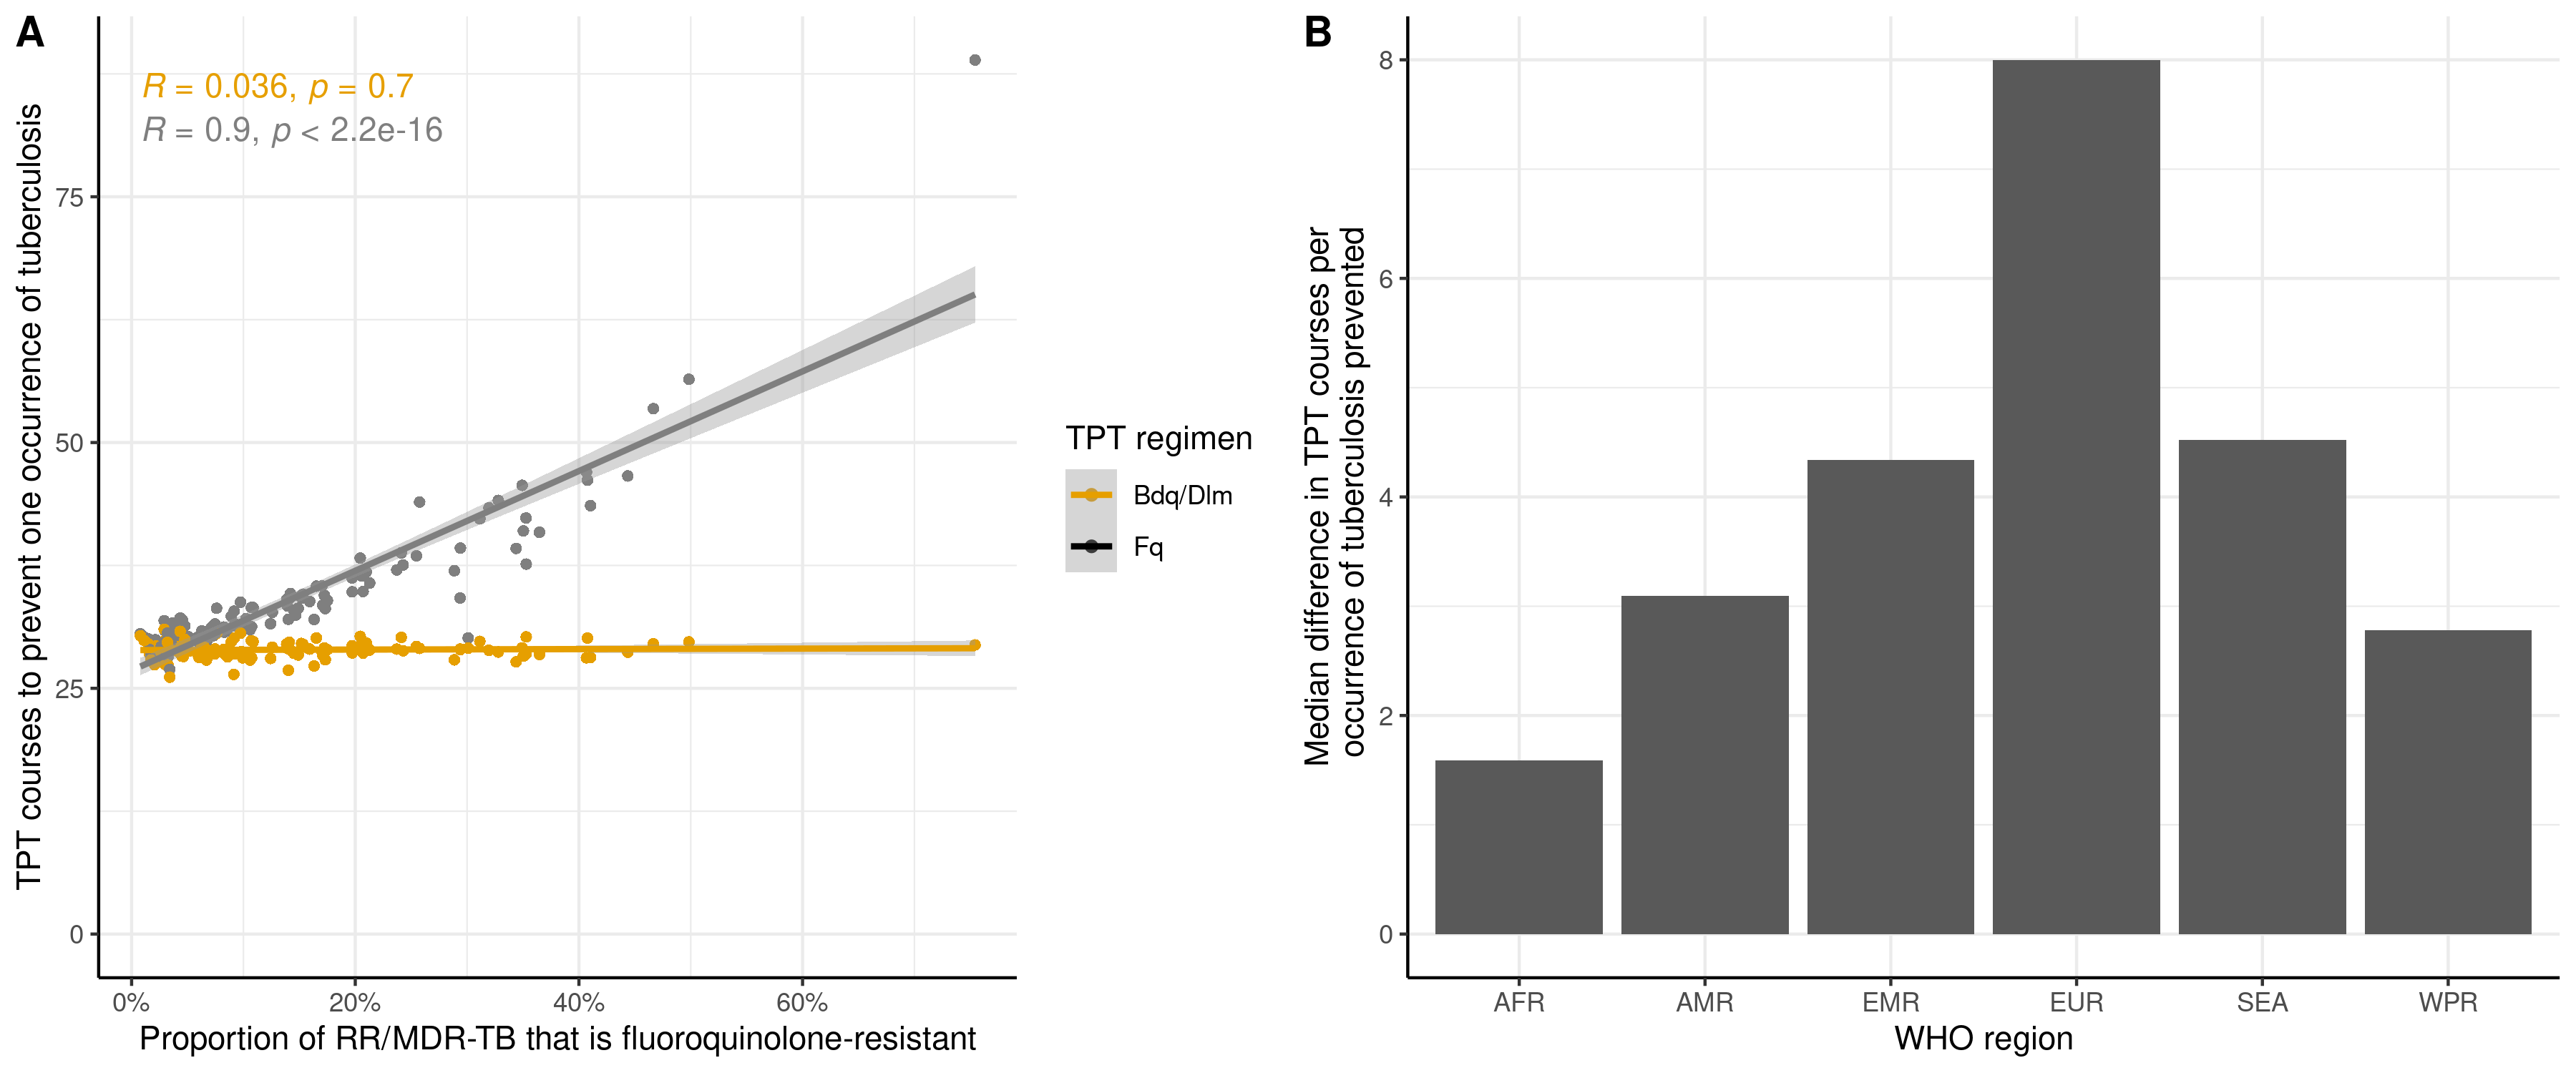 A
R = 0.036, p = 0.7
R = 0.9, p < 2.2e-16
TPT courses to prevent one occurrence of tuberculosis
75
50
25
0
0% 20% 40% 60%
Proportion of RR/MDR-TB that is fluoroquinolone-resistant
TPT regimen
Bdq/Dlm
Fq
B
Median difference in TPT courses per
occurrence of tuberculosis prevented
8
6
4
2
0
AFR AMR EMR EUR SEA WPR
WHO region